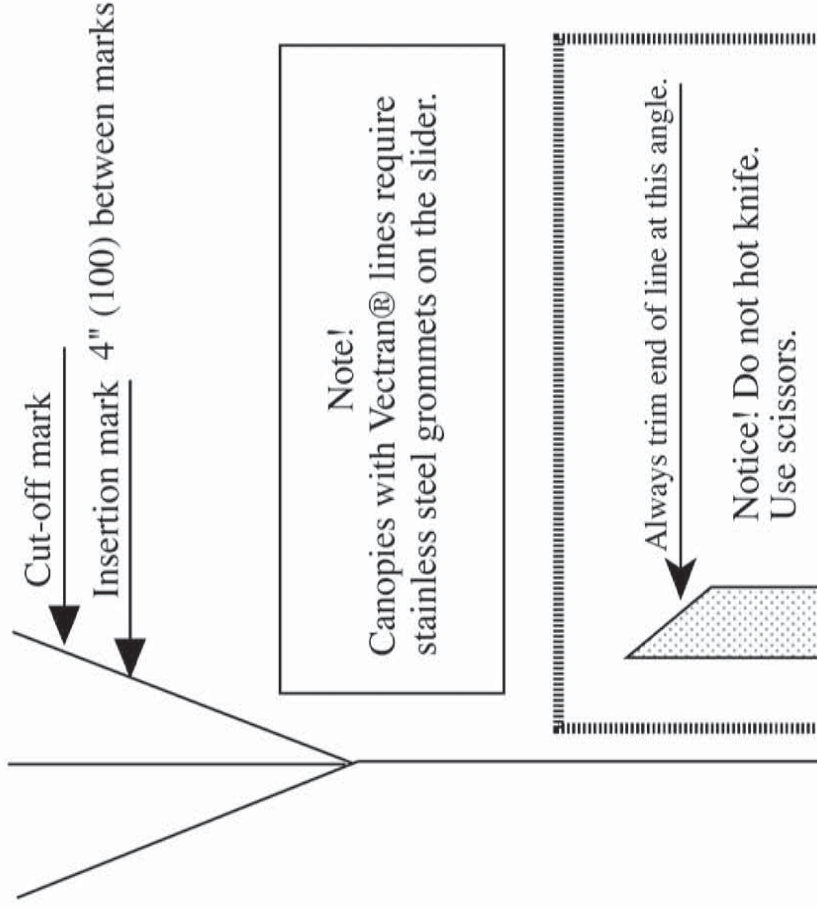 Cut-off mark
Insertion mark 4" (100) between marks
Note!
Canopies with Vectran® lines require
stainless steel grommets on the slider.
Always trim end of line at this angle.
Notice! Do not hot knife.
Use scissors.